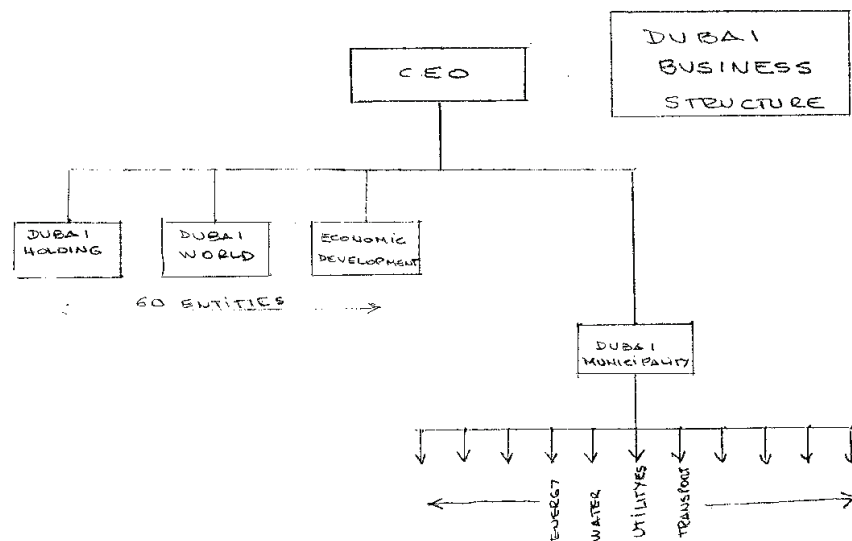 DUBAI
BUSINESS
STRUCTURE
CEO
DUBAI
HOLDING
DUBAI
WORLD
ECONOMIC
DEVELOPMENT
60 ENTITIES
DUBAI
MUNICIPALITY
ENERGY
WATER
UTILITYES
TRANSPORT